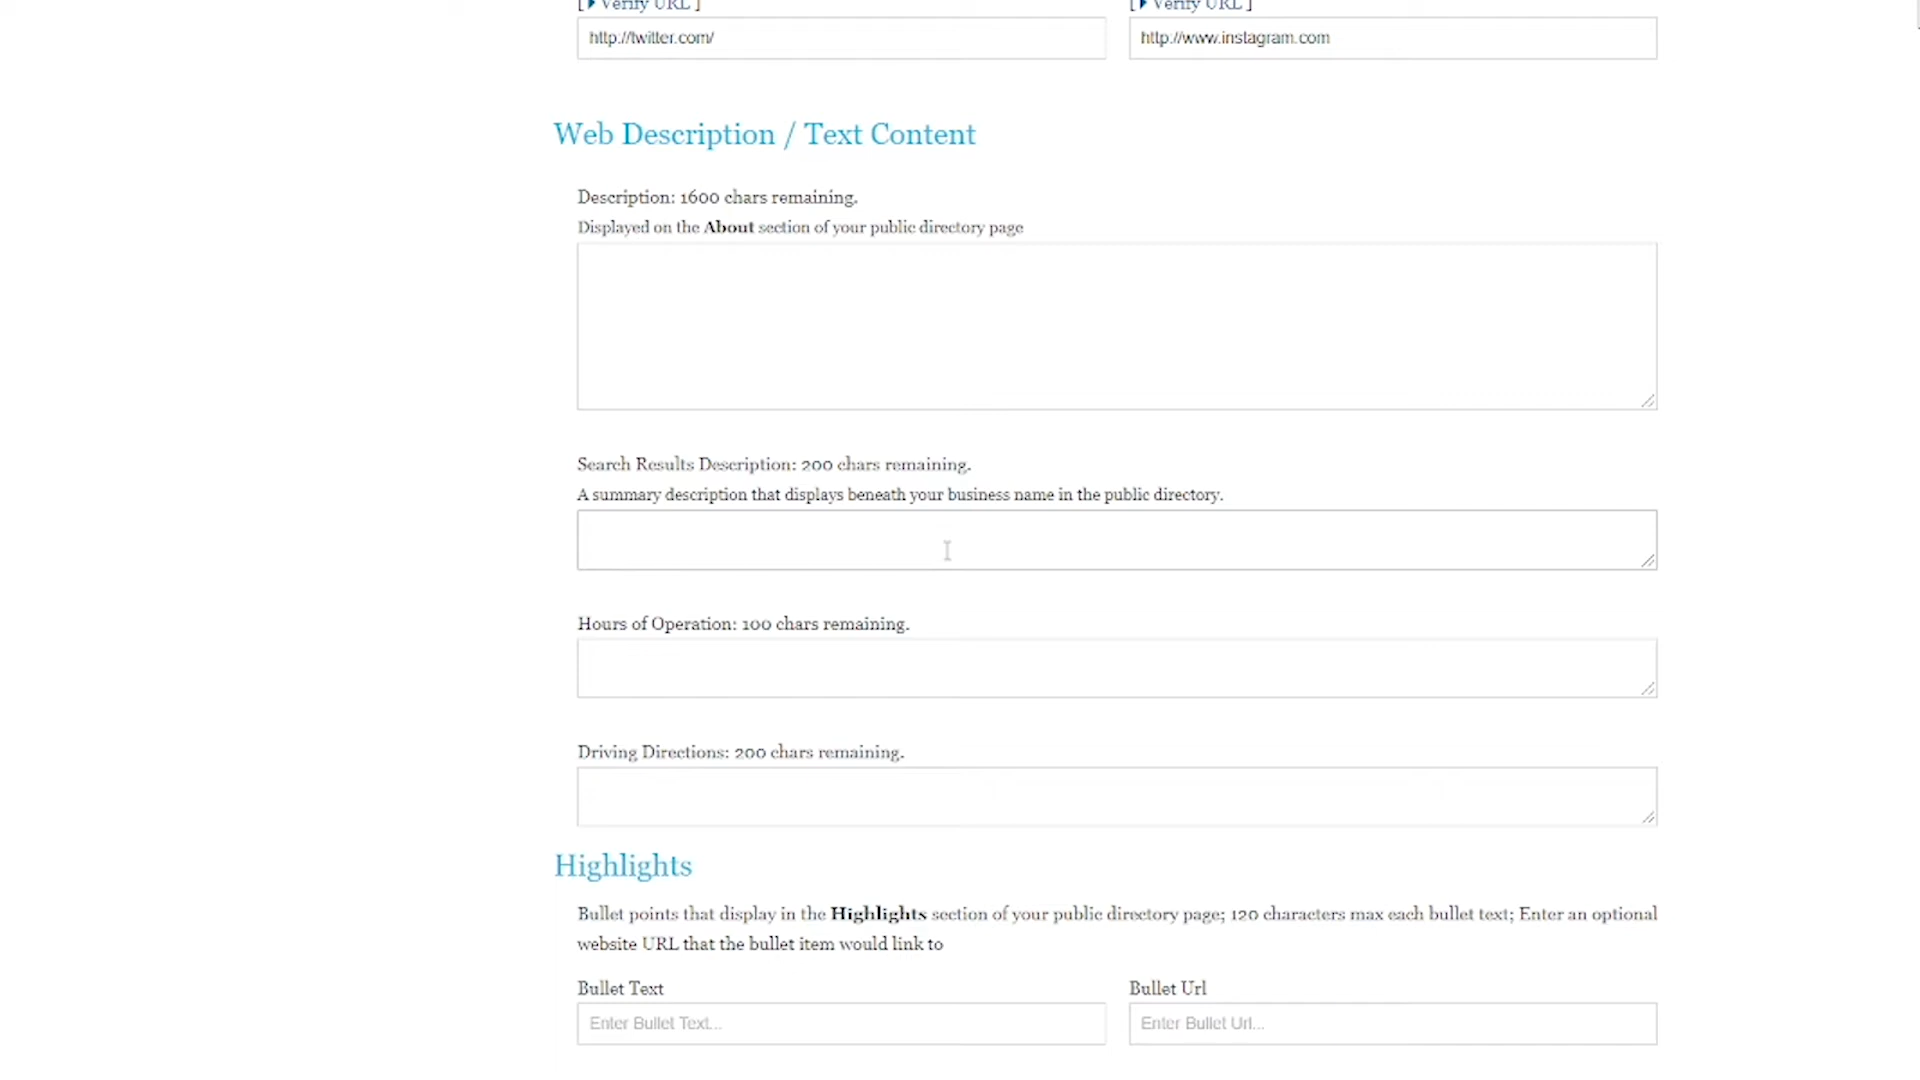 [ Verify URL ] [ Verify URL ]
http://twitter.com/ http://www.instagram.com
Web Description / Text Content
Description: 1600 chars remaining.
Displayed on the About section of your public directory page
Search Results Description: 200 chars remaining.
A summary description that displays beneath your business name in the public directory.
Hours of Operation: 100 chars remaining.
Driving Directions: 200 chars remaining.
Highlights
Bullet points that display in the Highlights section of your public directory page; 120 characters max each bullet text; Enter an optional
website URL that the bullet item would link to
Bullet Text Bullet Url
Enter Bullet Text... Enter Bullet Url...